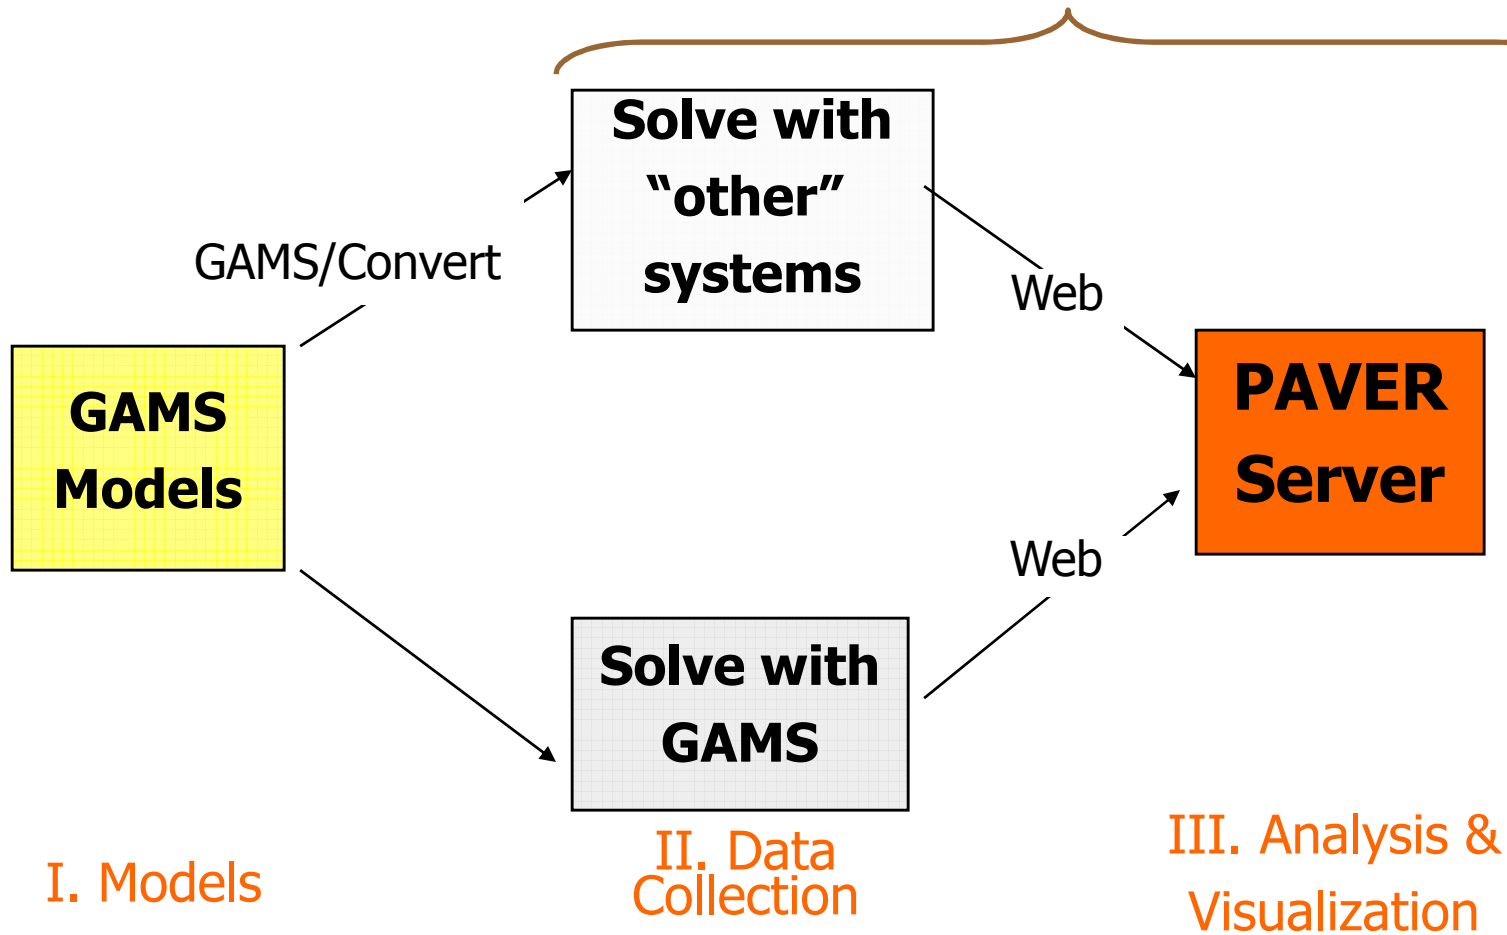 Solve with
“other”
systems
GAMS/Convert
Web
GAMS
Models
PAVER
Server
Web
Solve with
GAMS
I. Models
II. Data
Collection
III. Analysis &
Visualization